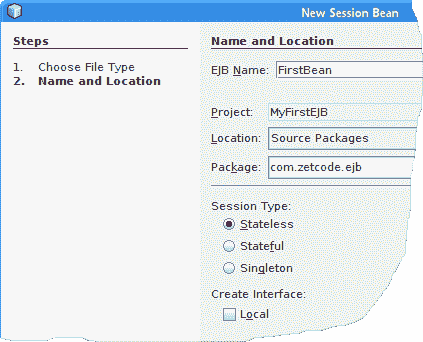 New Session Bean
Steps
1. Choose File Type
2. Name and Location
Name and Location
EJB Name: FirstBean
Project: MyFirstEJB
Location: Source Packages
Package: com.zetcode.ejb
Session Type:
Stateless
Stateful
Singleton
Create Interface:
Local